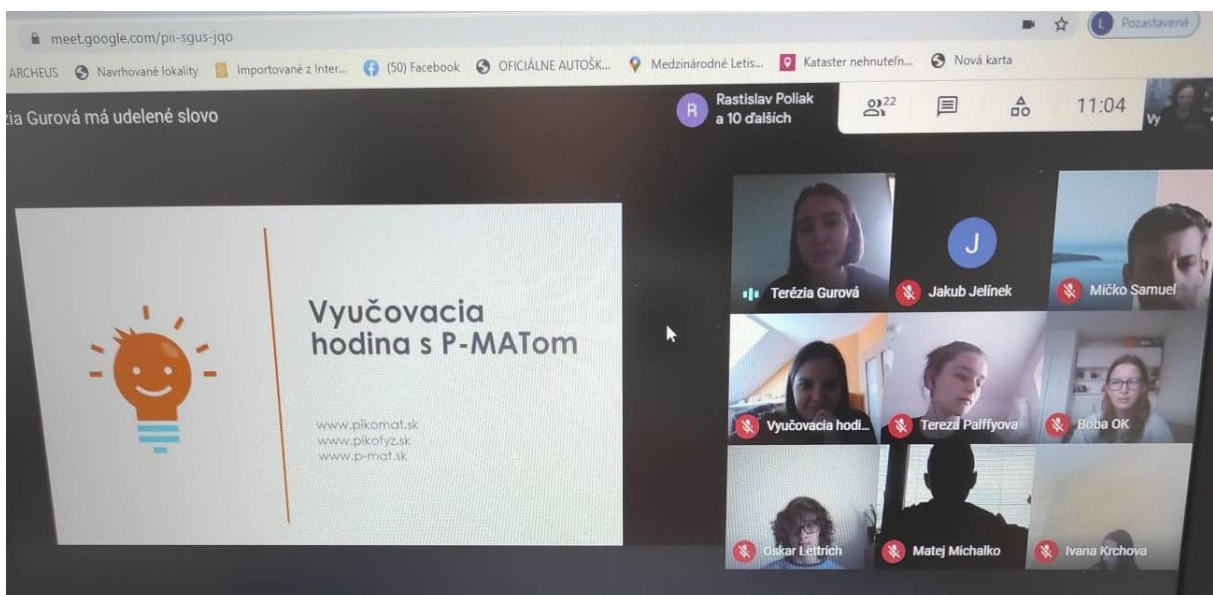 meet.google.com/pii-sgus-jqo
Pozastavená
ARCHEUS
Navrhované lokality
Importované z Inter...
(50) Facebook
OFICIÁLNE AUTOŠK...
Medzinárodné Letis...
Kataster nehnuteľn...
Nová karta
zia Gurová má udelené slovo
R
Rastislav Poliak
a 10 ďalších
22
11:04
Vy
Vyučovacia
hodina s P-MATom
www.pikomat.sk
www.pikofyz.sk
www.p-mat.sk
Terézia Gurová
J
Jakub Jelínek
Mičko Samuel
Vyučovacia hodi...
Tereza Palffyova
Boba OK
Oskar Lettrich
Matej Michalko
Ivana Krchova